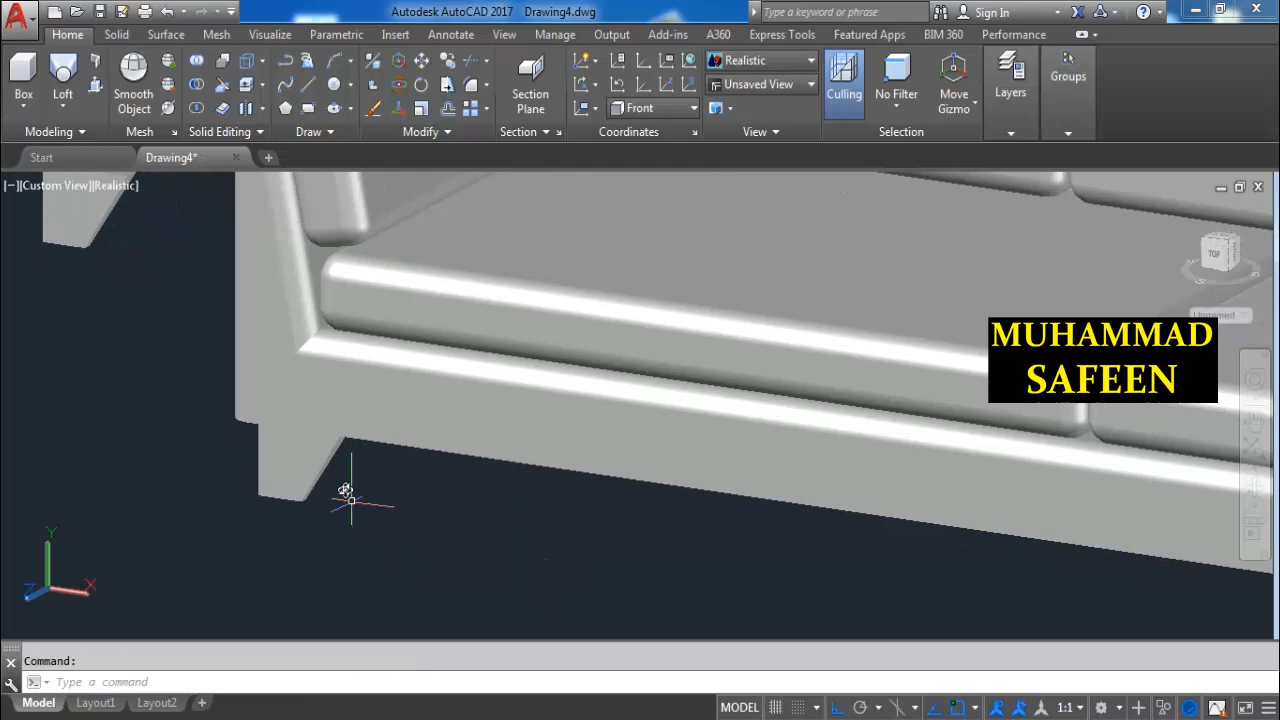 Autodesk AutoCAD 2017 Drawing4.dwg
Type a keyword or phrase
Sign In
Home Solid Surface Mesh Visualize Parametric Insert Annotate View Manage Output Add-ins A360 Express Tools Featured Apps BIM 360 Performance
Realistic
Unsaved View
Front
Box
Loft
Smooth
Object
Section
Plane
Culling
No Filter
Move
Gizmo
Layers
Groups
Modeling Mesh Solid Editing Draw Modify Section Coordinates View Selection
Start
Drawing4*
[−][Custom View][Realistic]
TOP
Unnamed
MUHAMMAD
SAFEEN
Y
X
Z
Command:
Type a command
Model Layout1 Layout2
MODEL
1:1